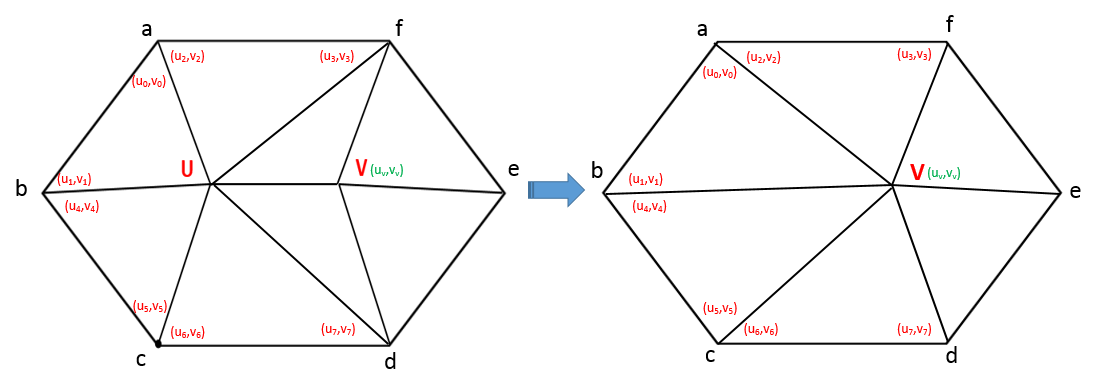 a
f
(u₂,v₂)
(u₃,v₃)
(u₀,v₀)
U
V (uᵥ,vᵥ)
e
b
(u₁,v₁)
(u₄,v₄)
(u₅,v₅)
(u₆,v₆)
(u₇,v₇)
c
d
a
f
(u₂,v₂)
(u₃,v₃)
(u₀,v₀)
b
(u₁,v₁)
V (uᵥ,vᵥ)
e
(u₄,v₄)
(u₅,v₅)
(u₆,v₆)
(u₇,v₇)
c
d